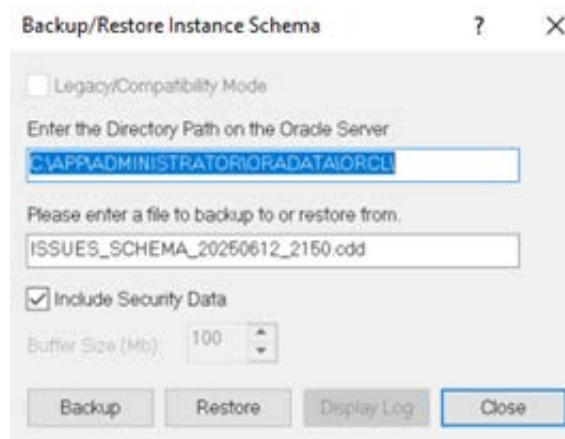 Backup/Restore Instance Schema ? ×
Legacy/Compatibility Mode
Enter the Directory Path on the Oracle Server
C:\APP\ADMINISTRATOR\ORADATA\ORCL\
Please enter a file to backup to or restore from.
ISSUES_SCHEMA_20250612_2150.cdd
Include Security Data
Buffer Size (Mb): 100
Backup Restore Display Log Close